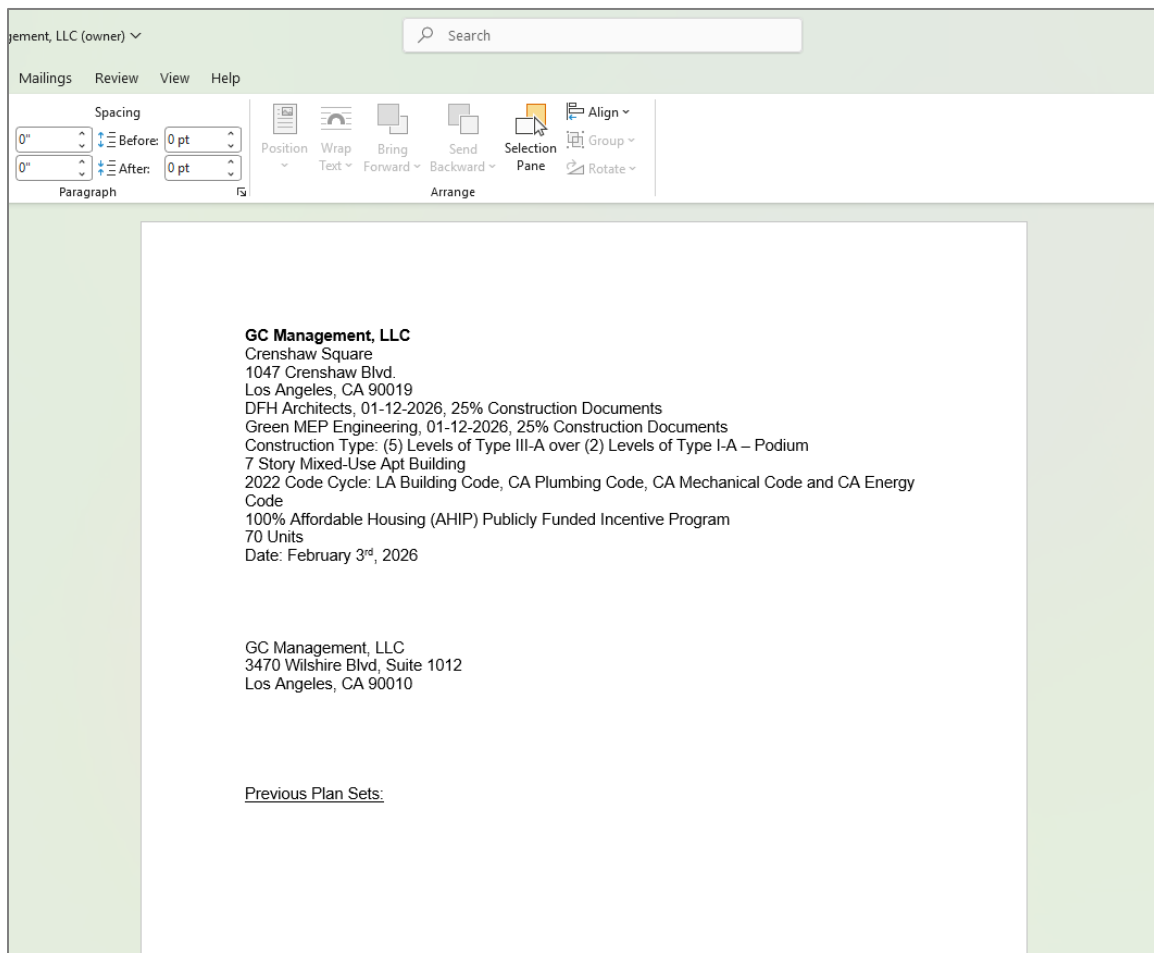 gement, LLC (owner)
Search
Mailings Review View Help
Spacing
0" Before: 0 pt
0" After: 0 pt
Paragraph
Position
Wrap Text
Bring Forward
Send Backward
Selection Pane
Align
Group
Rotate
Arrange
GC Management, LLC
Crenshaw Square
1047 Crenshaw Blvd.
Los Angeles, CA 90019
DFH Architects, 01-12-2026, 25% Construction Documents
Green MEP Engineering, 01-12-2026, 25% Construction Documents
Construction Type: (5) Levels of Type III-A over (2) Levels of Type I-A – Podium
7 Story Mixed-Use Apt Building
2022 Code Cycle: LA Building Code, CA Plumbing Code, CA Mechanical Code and CA Energy
Code
100% Affordable Housing (AHIP) Publicly Funded Incentive Program
70 Units
Date: February 3rd, 2026
GC Management, LLC
3470 Wilshire Blvd, Suite 1012
Los Angeles, CA 90010
Previous Plan Sets: